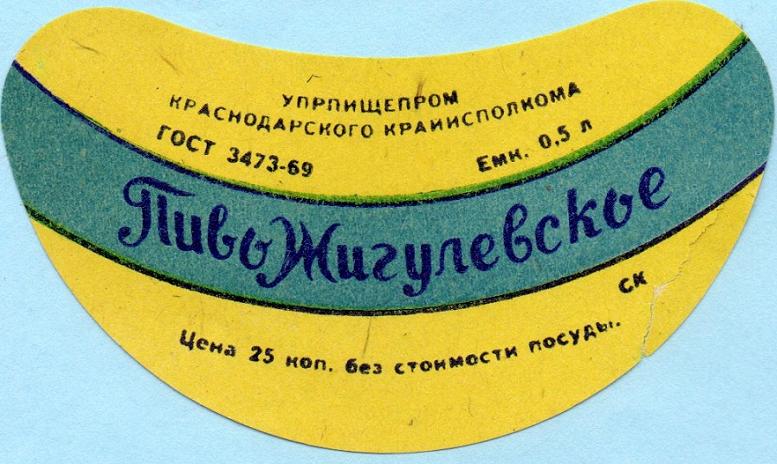 УПРПИЩЕПРОМ
КРАСНОДАРСКОГО КРАЙИСПОЛКОМА
ГОСТ 3473-69
Емк. 0,5 л
Пиво Жигулевское
СК
Цена 25 коп. без стоимости посуды.